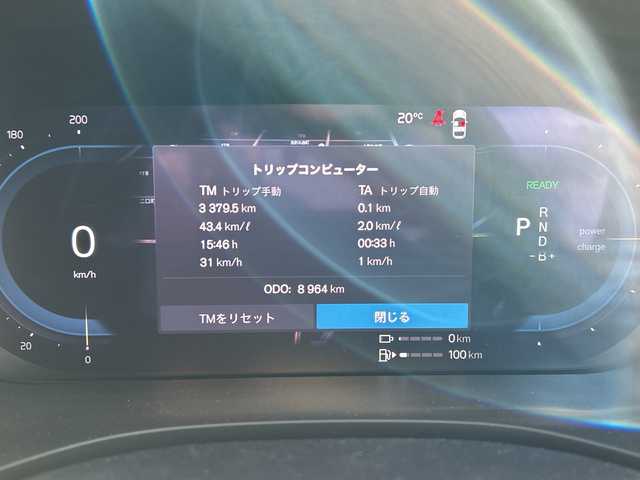 200
20°C
180
トリップコンピューター
TM トリップ手動 TA トリップ自動
3 379.5 km 0.1 km
43.4 km/ℓ 2.0 km/ℓ
15:46 h 00:33 h
31 km/h 1 km/h
ODO: 8 964 km
TMをリセット 閉じる
READY
P
R
N
D
-B+
power
charge
0
km/h
20
0
0 km
100 km